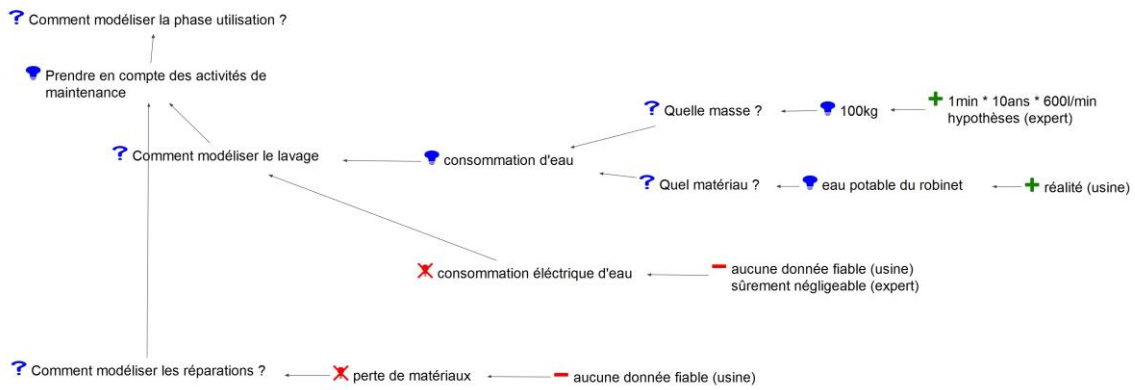 ? Comment modéliser la phase utilisation ?
Prendre en compte des activités de
maintenance
? Quelle masse ?
100kg
+ 1min * 10ans * 600l/min
hypothèses (expert)
? Comment modéliser le lavage
consommation d'eau
? Quel matériau ?
eau potable du robinet
+ réalité (usine)
consommation éléctrique d'eau
− aucune donnée fiable (usine)
sûrement négligeable (expert)
? Comment modéliser les réparations ?
perte de matériaux
− aucune donnée fiable (usine)